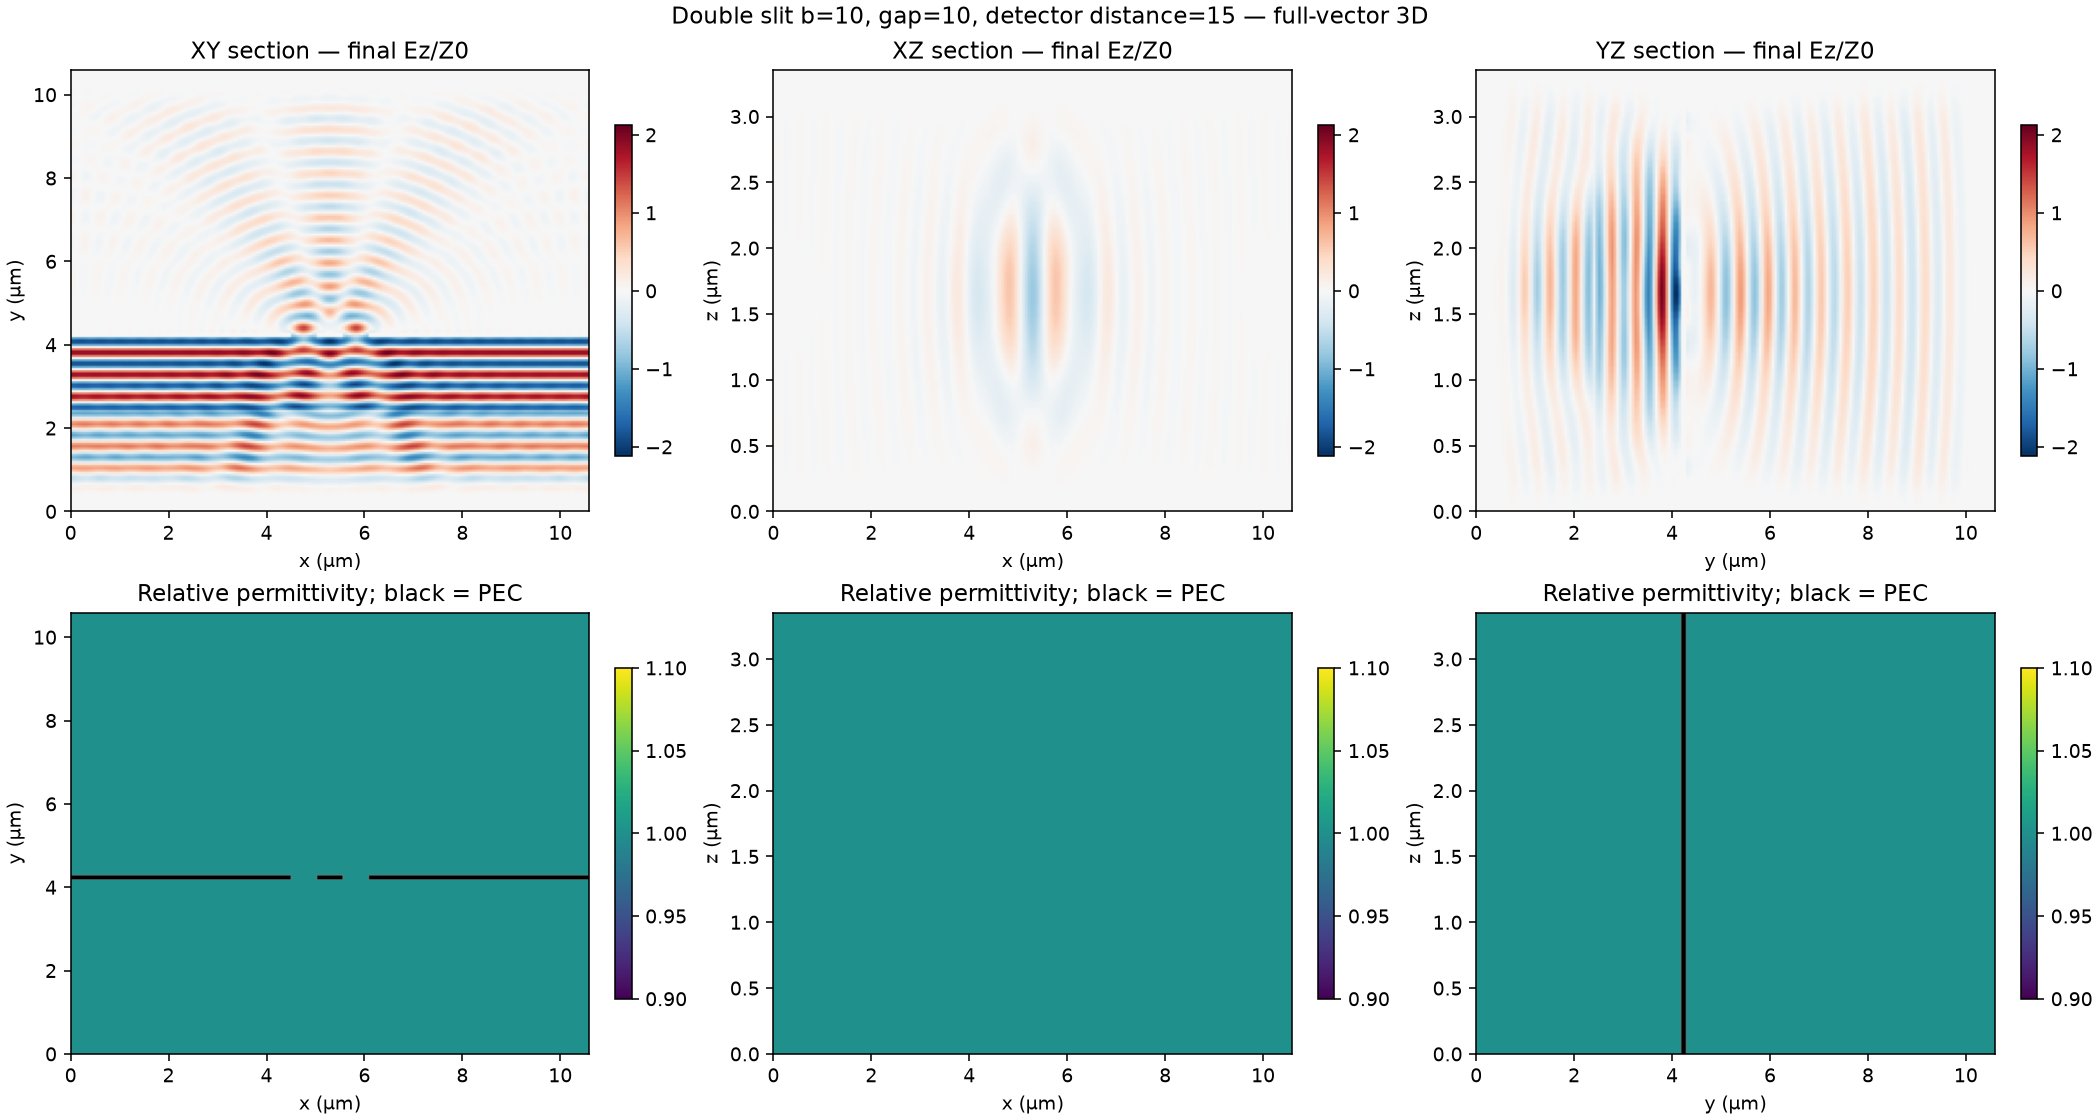 Double slit b=10, gap=10, detector distance=15 — full-vector 3D
XY section — final Ez/Z0
10
8
6
4
2
0
y (µm)
0 2 4 6 8 10
x (µm)
2
1
0
−1
−2
XZ section — final Ez/Z0
3.0
2.5
2.0
1.5
1.0
0.5
0.0
z (µm)
0 2 4 6 8 10
x (µm)
2
1
0
−1
−2
YZ section — final Ez/Z0
3.0
2.5
2.0
1.5
1.0
0.5
0.0
z (µm)
0 2 4 6 8 10
y (µm)
2
1
0
−1
−2
Relative permittivity; black = PEC
10
8
6
4
2
0
y (µm)
0 2 4 6 8 10
x (µm)
1.10
1.05
1.00
0.95
0.90
Relative permittivity; black = PEC
3.0
2.5
2.0
1.5
1.0
0.5
0.0
z (µm)
0 2 4 6 8 10
x (µm)
1.10
1.05
1.00
0.95
0.90
Relative permittivity; black = PEC
3.0
2.5
2.0
1.5
1.0
0.5
0.0
z (µm)
0 2 4 6 8 10
y (µm)
1.10
1.05
1.00
0.95
0.90